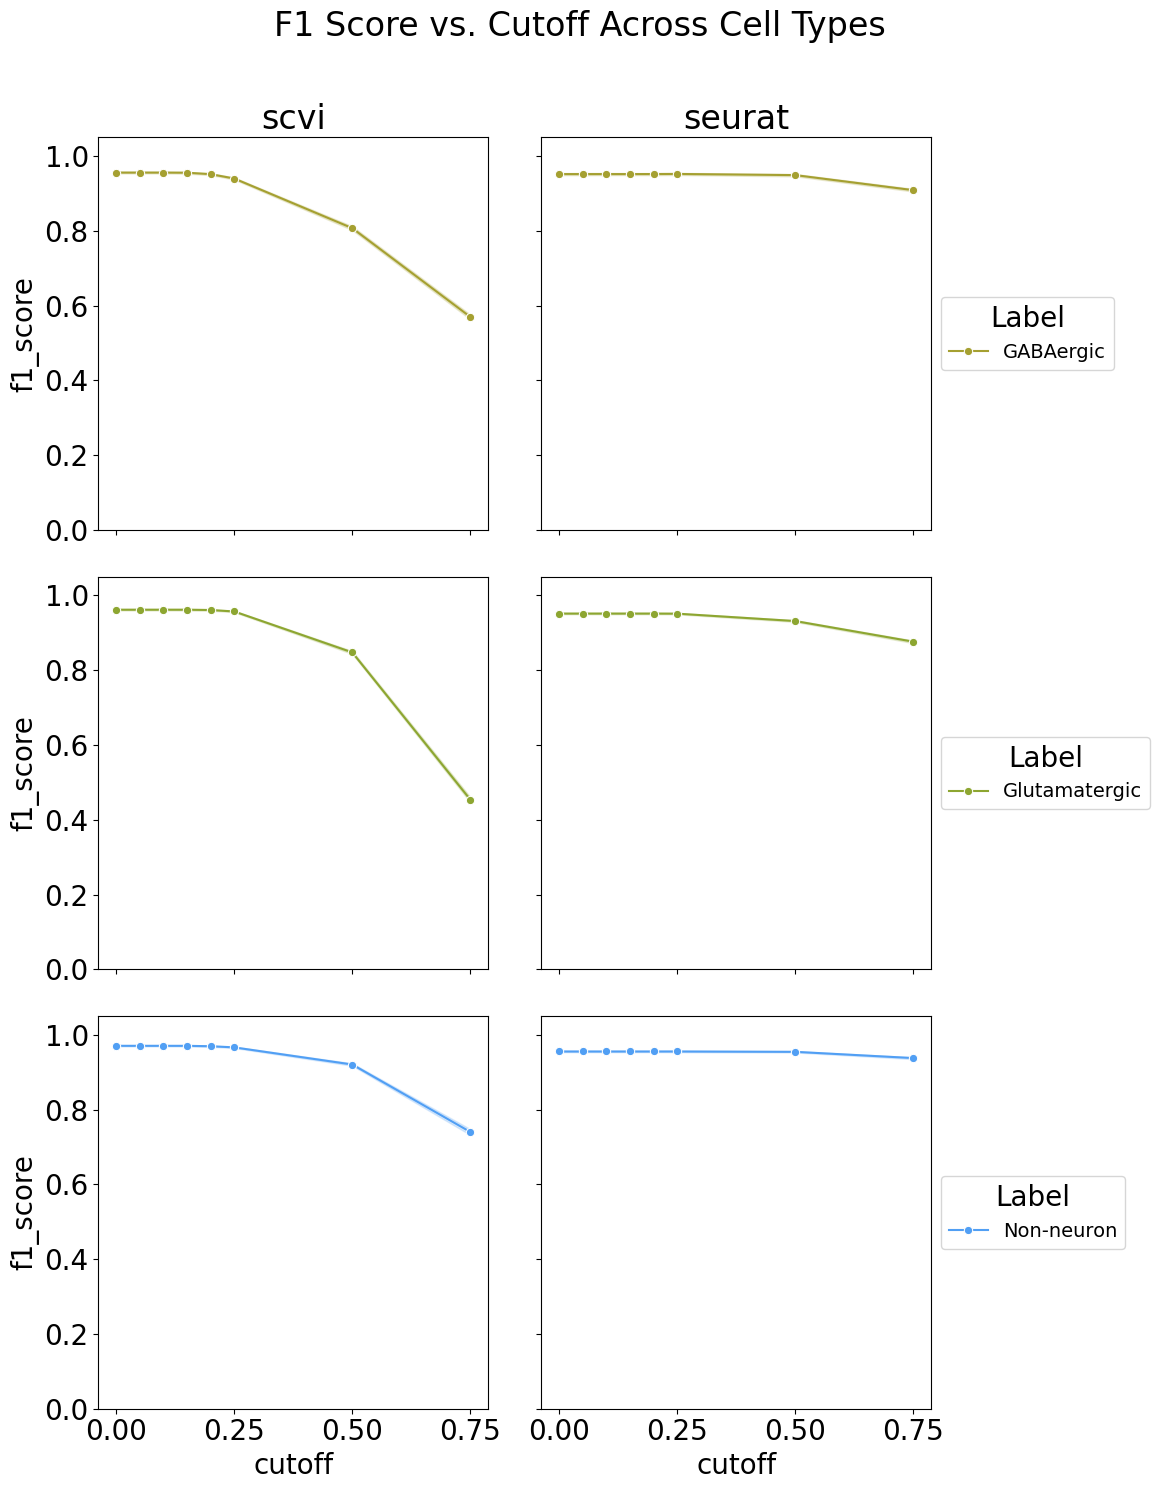 F1 Score vs. Cutoff Across Cell Types
scvi
seurat
1.0
0.8
0.6
0.4
0.2
0.0
f1_score
Label
GABAergic
1.0
0.8
0.6
0.4
0.2
0.0
f1_score
Label
Glutamatergic
1.0
0.8
0.6
0.4
0.2
0.0
f1_score
Label
Non-neuron
0.00 0.25 0.50 0.75
0.00 0.25 0.50 0.75
cutoff
cutoff